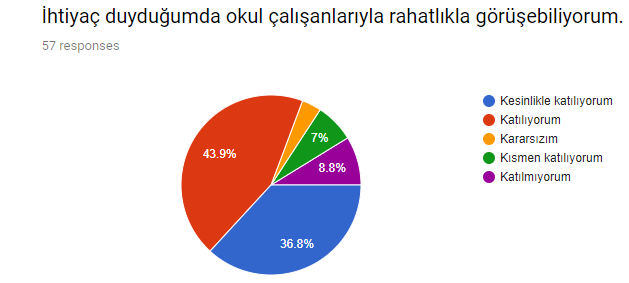 İhtiyaç duyduğumda okul çalışanlarıyla rahatlıkla görüşebiliyorum.
57 responses
Kesinlikle katılıyorum
Katılıyorum
Kararsızım
Kısmen katılıyorum
Katılmıyorum
43.9%
7%
8.8%
36.8%